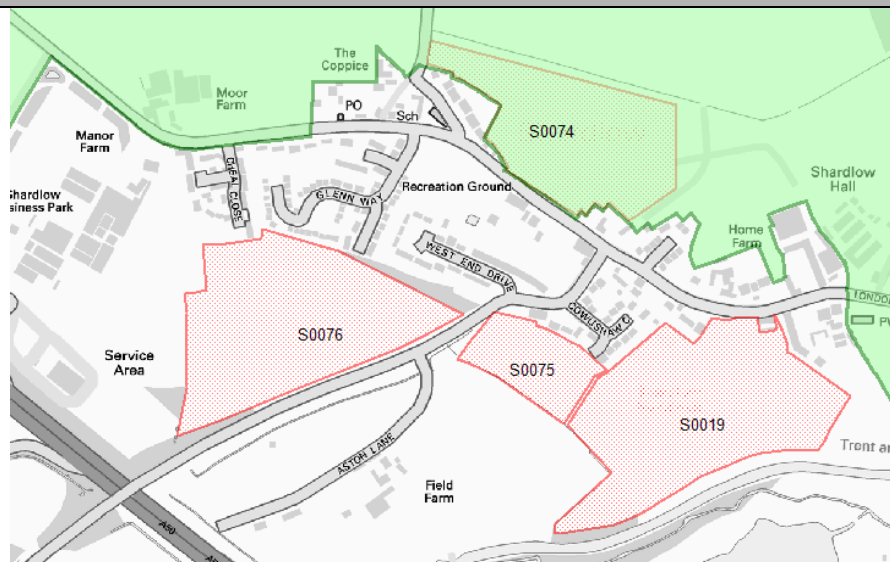 The
Coppice
Moor
Farm
PO
Sch
S0074
Manor
Farm
Shardlow
Hall
CHEAL CLOSE
GLENN WAY
Recreation Ground
hardlow
siness Park
Home
Farm
WEST END DRIVE
LONDON
COWLISHAW C
S0076
Service
Area
S0075
S0019
ASTON LANE
Trent an
Field
Farm
A50